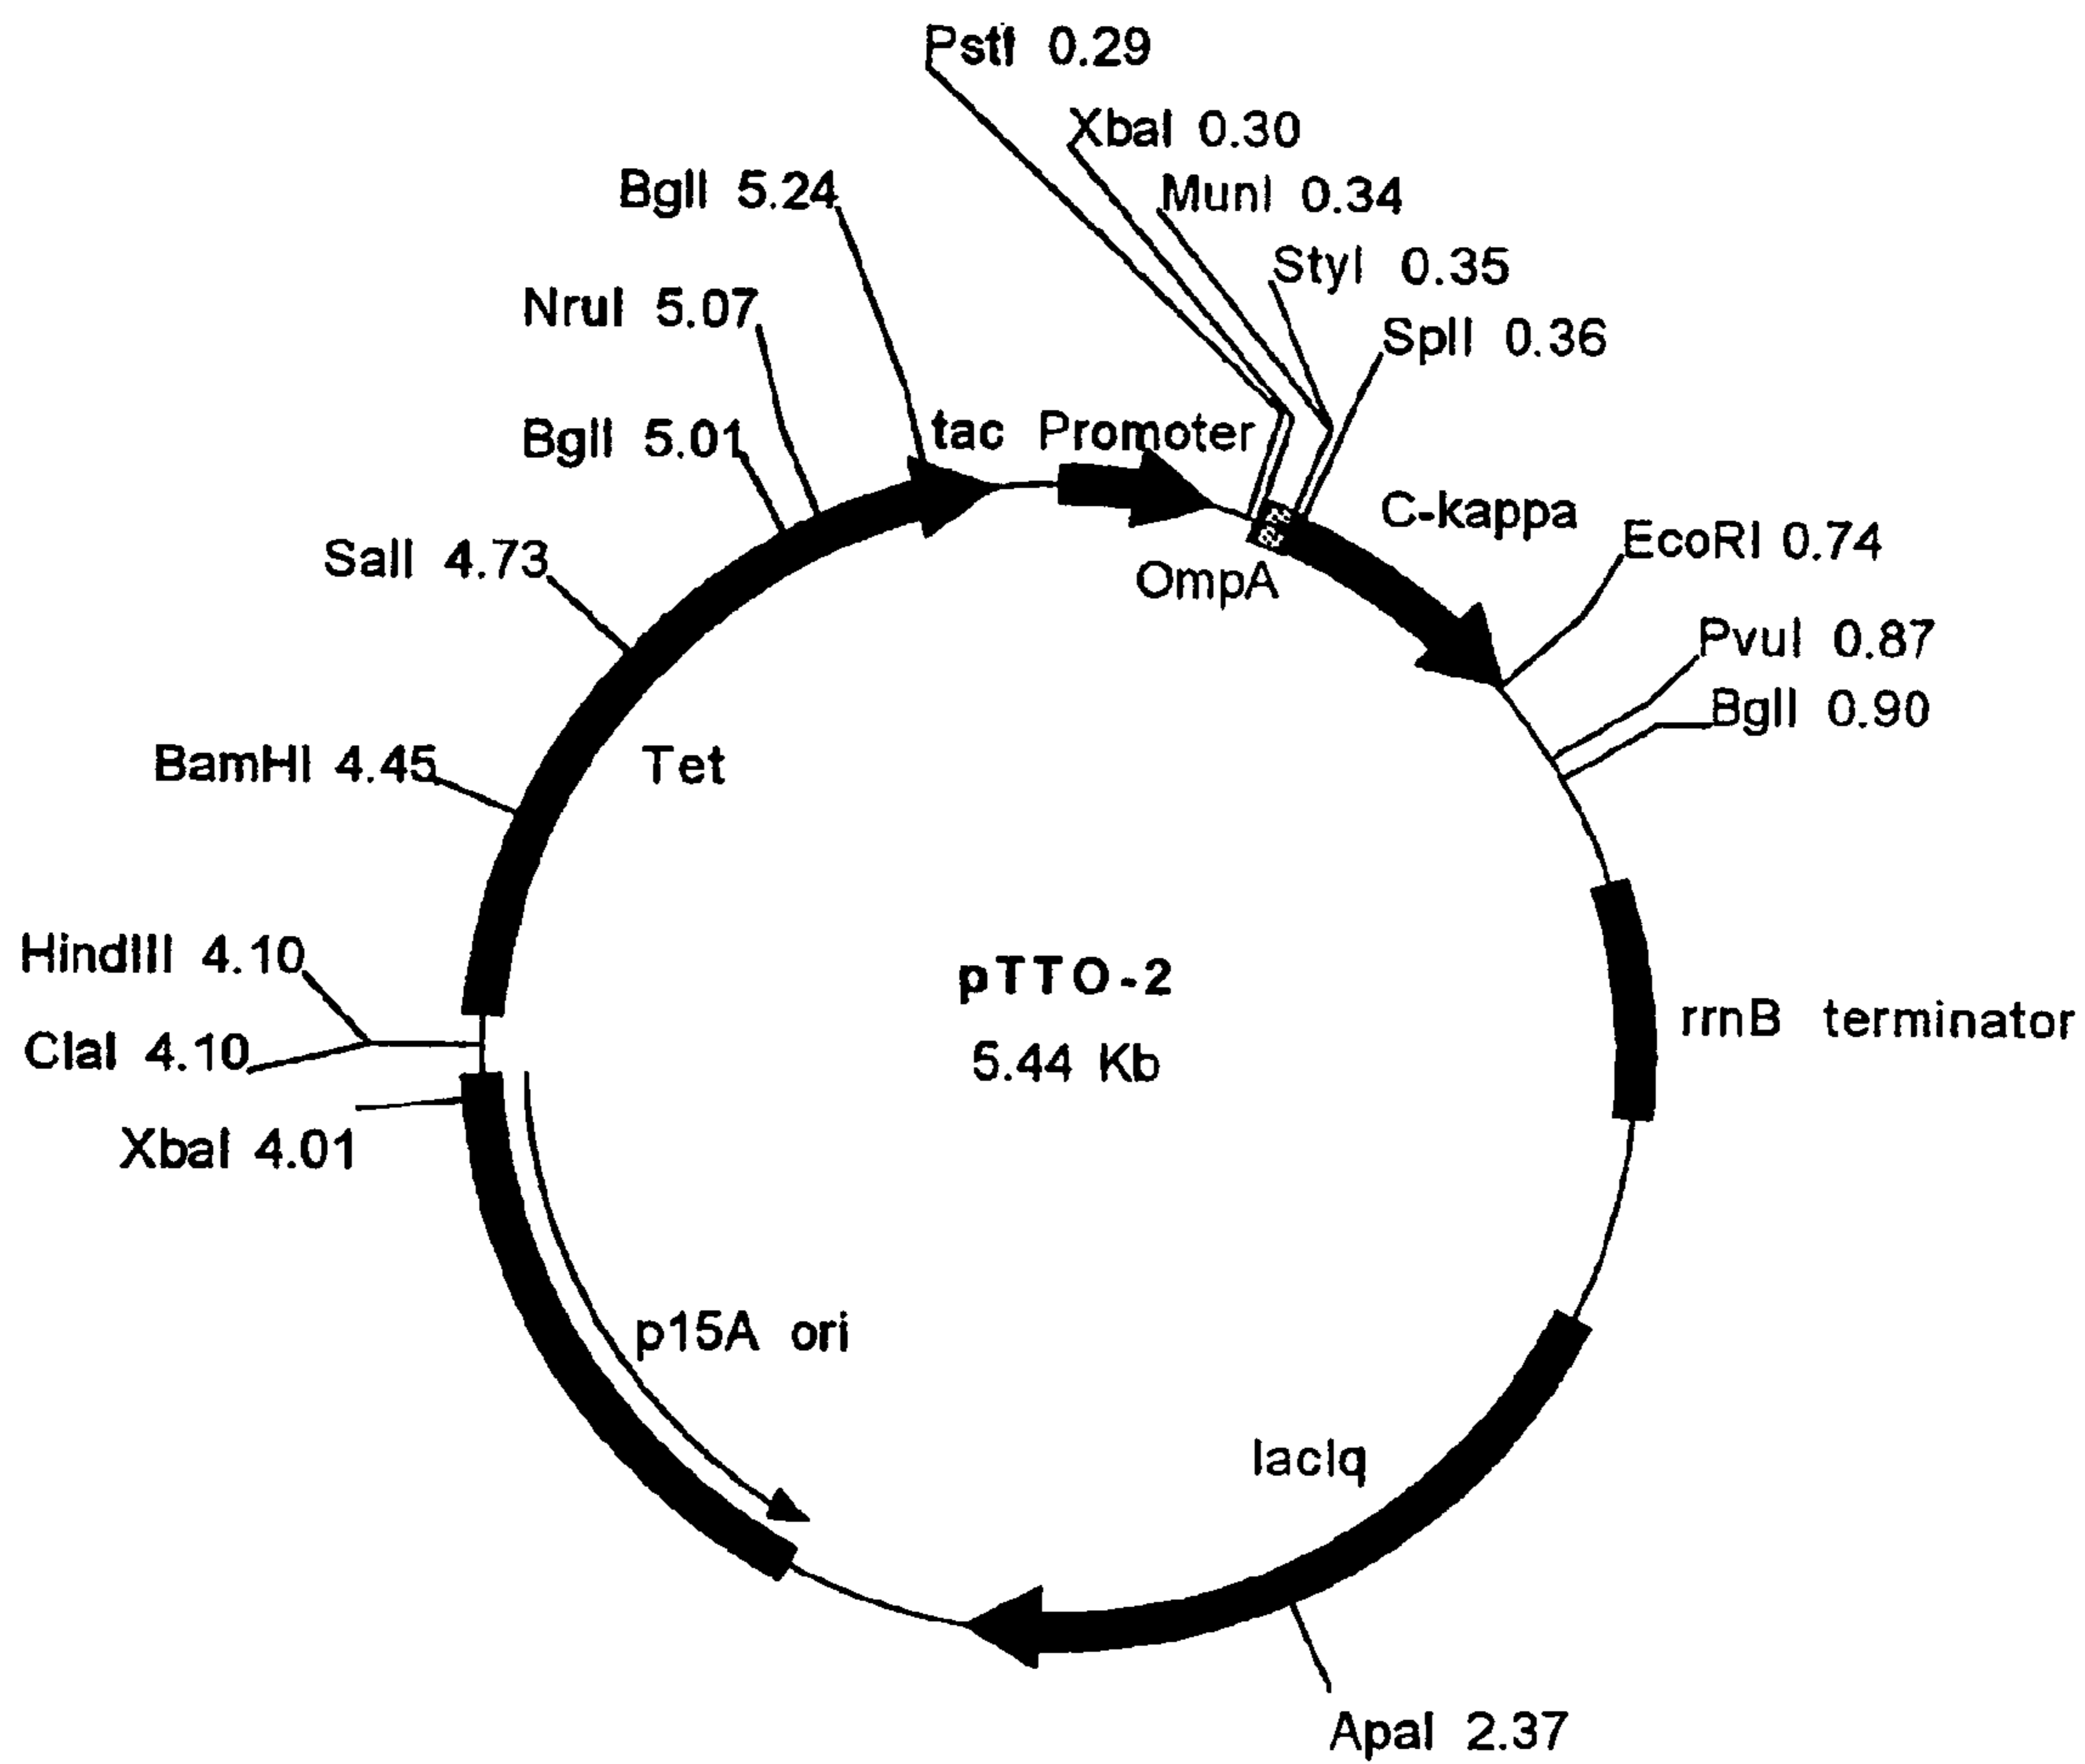 PstI 0.29
XbaI 0.30
MunI 0.34
StyI 0.35
SplI 0.36
BglI 5.24
NruI 5.07
BglI 5.01
tac Promoter
C-kappa
EcoRI 0.74
OmpA
SalI 4.73
PvuI 0.87
BglI 0.90
BamHI 4.45
Tet
HindIII 4.10
ClaI 4.10
XbaI 4.01
pTTO-2
5.44 Kb
rrnB terminator
p15A ori
lacIq
ApaI 2.37